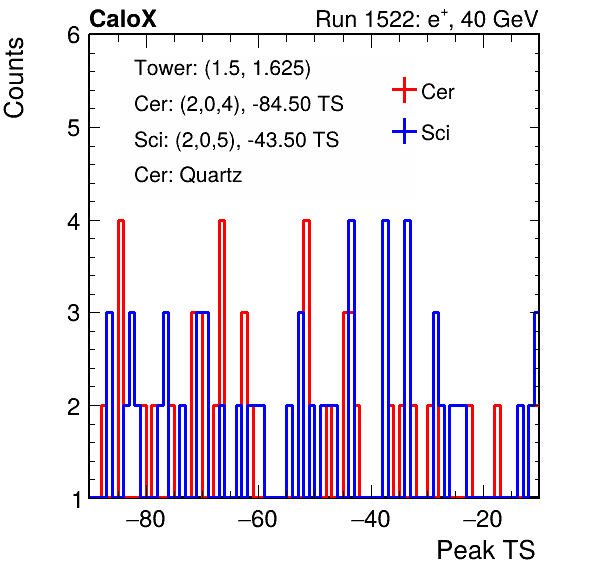 CaloX Run 1522: e⁺, 40 GeV
Counts
6
5
4
3
2
1
Tower: (1.5, 1.625)
Cer: (2,0,4), -84.50 TS
Sci: (2,0,5), -43.50 TS
Cer: Quartz
Cer
Sci
−80 −60 −40 −20
Peak TS